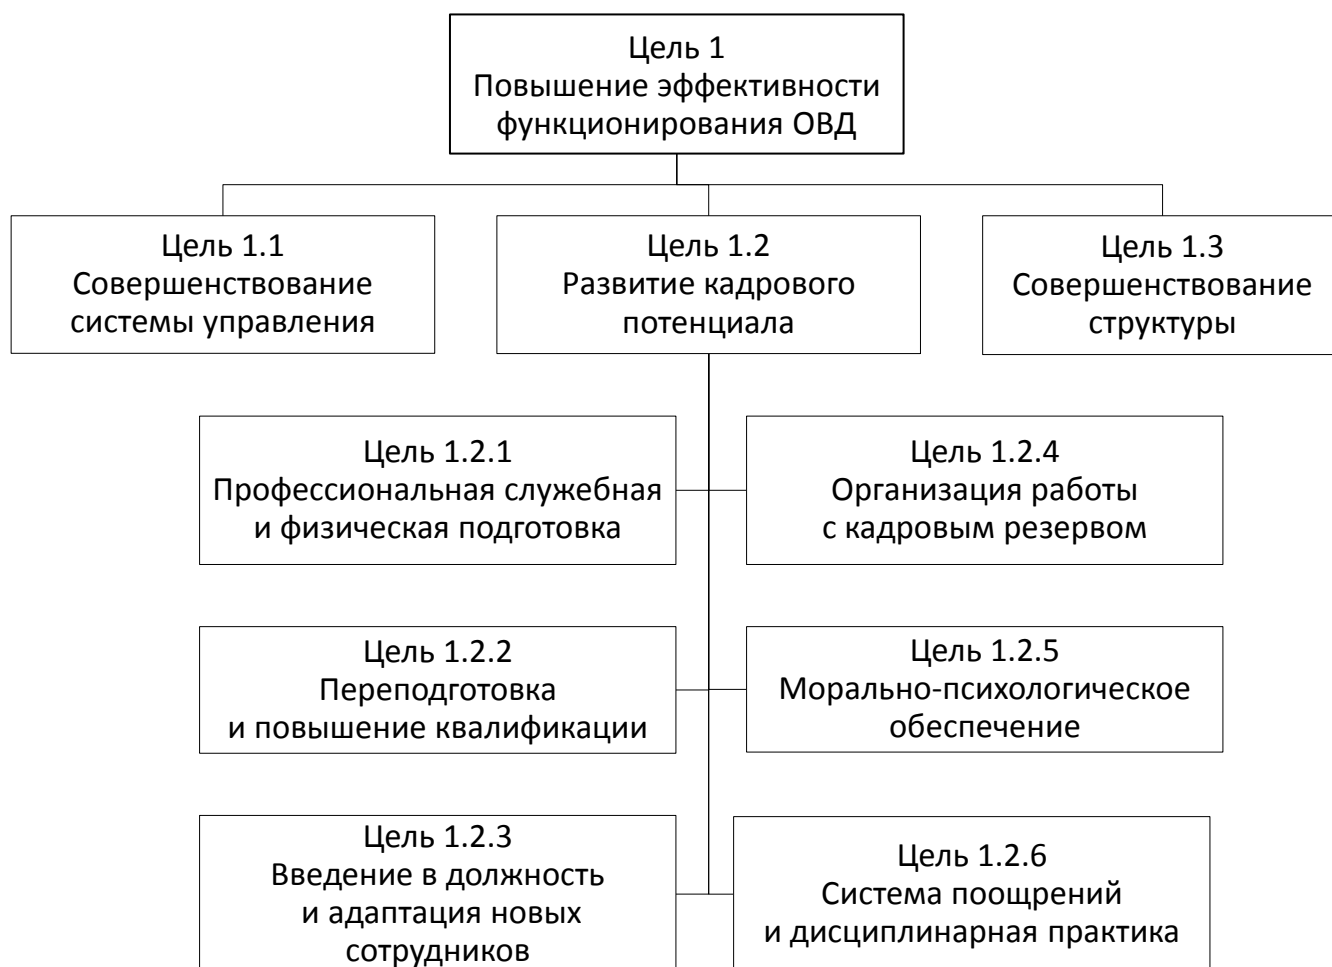 Цель 1
Повышение эффективности
функционирования ОВД
Цель 1.1
Совершенствование
системы управления
Цель 1.2
Развитие кадрового
потенциала
Цель 1.3
Совершенствование
структуры
Цель 1.2.1
Профессиональная служебная
и физическая подготовка
Цель 1.2.4
Организация работы
с кадровым резервом
Цель 1.2.2
Переподготовка
и повышение квалификации
Цель 1.2.5
Морально-психологическое
обеспечение
Цель 1.2.3
Введение в должность
и адаптация новых
сотрудников
Цель 1.2.6
Система поощрений
и дисциплинарная практика